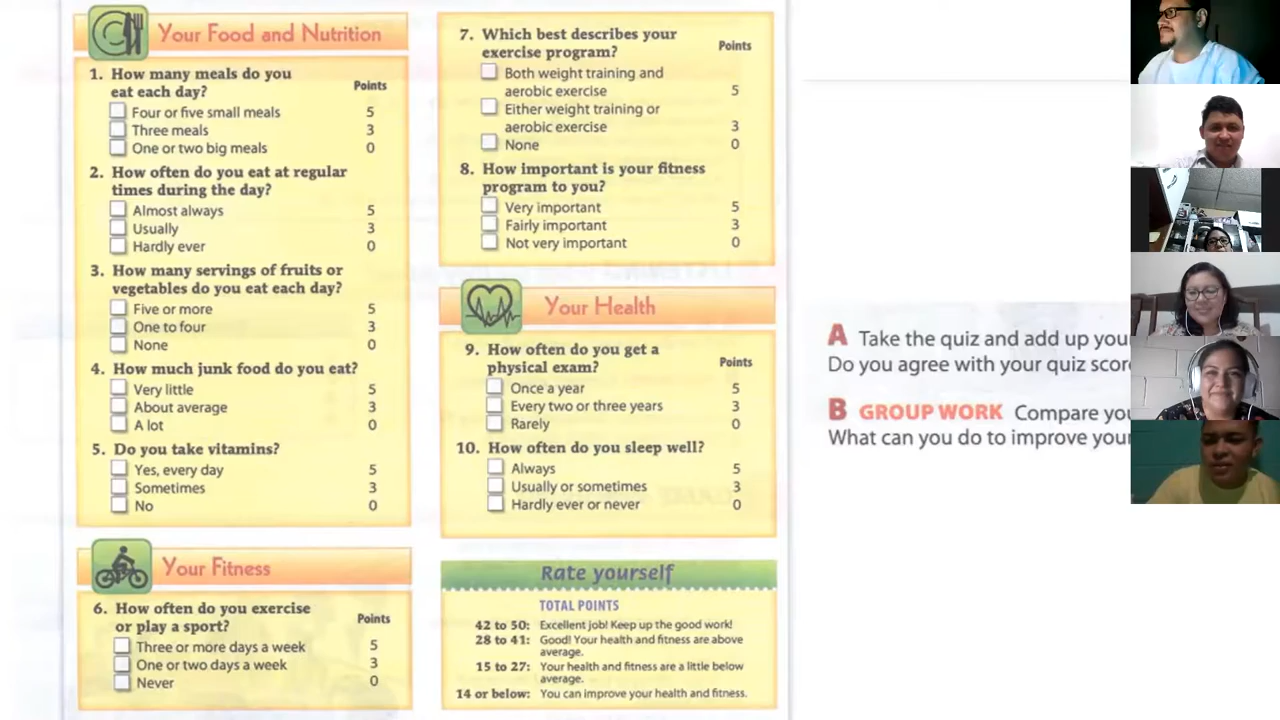 Your Food and Nutrition
1. How many meals do you
eat each day? Points
Four or five small meals 5
Three meals 3
One or two big meals 0
2. How often do you eat at regular
times during the day?
Almost always 5
Usually 3
Hardly ever 0
3. How many servings of fruits or
vegetables do you eat each day?
Five or more 5
One to four 3
None 0
4. How much junk food do you eat?
Very little 5
About average 3
A lot 0
5. Do you take vitamins?
Yes, every day 5
Sometimes 3
No 0
Your Fitness
6. How often do you exercise
or play a sport? Points
Three or more days a week 5
One or two days a week 3
Never 0
7. Which best describes your
exercise program? Points
Both weight training and
aerobic exercise 5
Either weight training or
aerobic exercise 3
None 0
8. How important is your fitness
program to you?
Very important 5
Fairly important 3
Not very important 0
Your Health
9. How often do you get a
physical exam? Points
Once a year 5
Every two or three years 3
Rarely 0
10. How often do you sleep well?
Always 5
Usually or sometimes 3
Hardly ever or never 0
Rate yourself
TOTAL POINTS
42 to 50: Excellent job! Keep up the good work!
28 to 41: Good! Your health and fitness are above
average.
15 to 27: Your health and fitness are a little below
average.
14 or below: You can improve your health and fitness.
A Take the quiz and add up you
Do you agree with your quiz scor
B GROUP WORK Compare you
What can you do to improve your